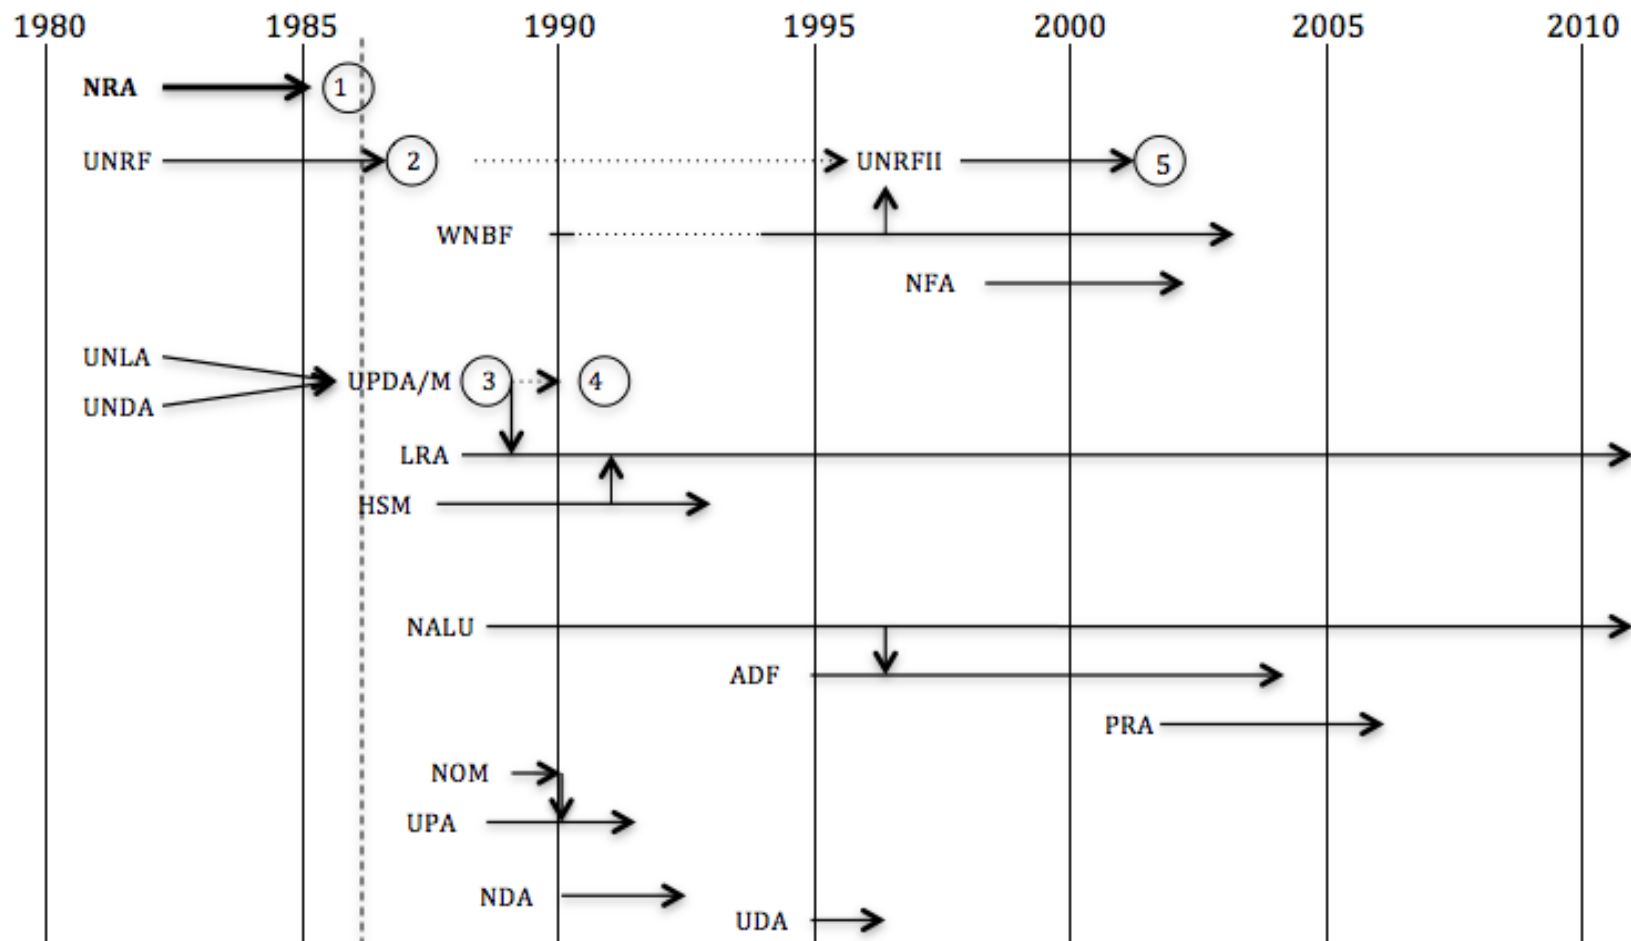 1980 1985 1990 1995 2000 2005 2010
NRA 1
UNRF 2 UNRFII 5
WNBF
NFA
UNLA
UPDA/M 3 4
UNDA
LRA
HSM
NALU
ADF
PRA
NOM
UPA
NDA
UDA